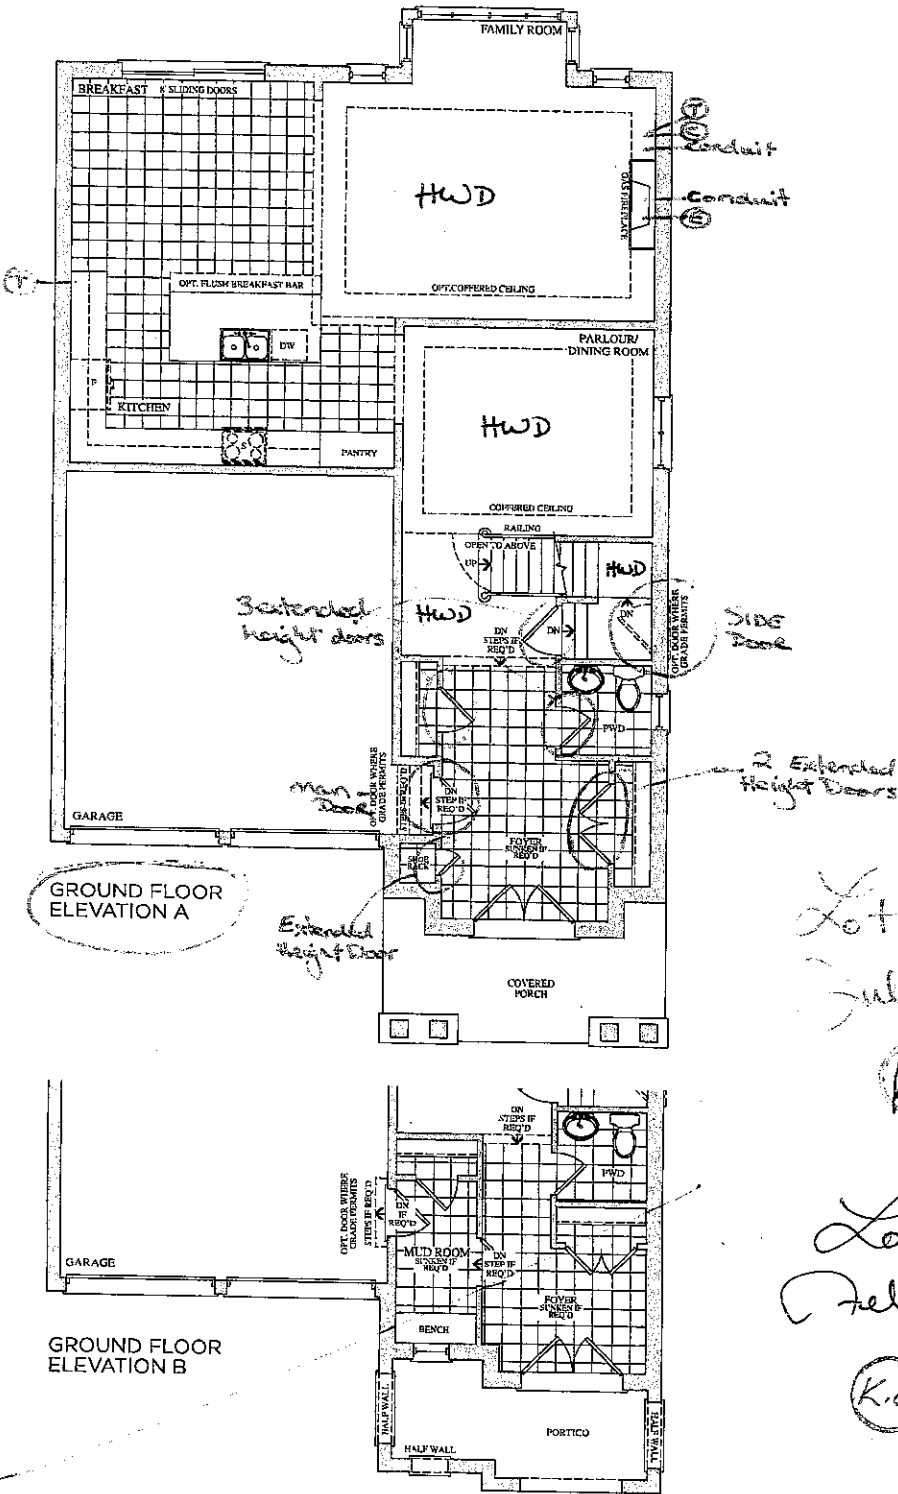 FAMILY ROOM
BREAKFAST
8' SLIDING DOORS
T
C
Conduit
HWD
GAS FIREPLACE
Conduit
E
OPT. FLUSH BREAKFAST BAR
OPT. COFFERED CEILING
DW
PARLOUR/
DINING ROOM
F
KITCHEN
HWD
S
PANTRY
COFFERED CEILING
RAILING
OPEN TO ABOVE
UP
HWD
3 extended
height doors
HWD
DN
STEPS IF
REQ'D
DN
DN
OPT. DOOR WHERE
GRADE PERMITS
SIDE
Door
PWD
2 Extended
Height Doors
man
Door
OPT. DOOR WHERE
GRADE PERMITS
STEPS IF REQ'D
DN
STEP IF
REQ'D
GARAGE
FOYER
SUNKEN IF
REQ'D
SHOE
RACK
GROUND FLOOR
ELEVATION A
Extended
Height Door
Lot
COVERED
PORCH
DN
STEPS IF
REQ'D
PWD
OPT. DOOR WHERE
GRADE PERMITS
STEPS IF REQ'D
DN
IF
REQ'D
MUD ROOM
SUNKEN IF
REQ'D
DN
STEP IF
REQ'D
GARAGE
FOYER
SUNKEN IF
REQ'D
BENCH
GROUND FLOOR
ELEVATION B
HALF WALL
PORTICO
HALF WALL
HALF WALL